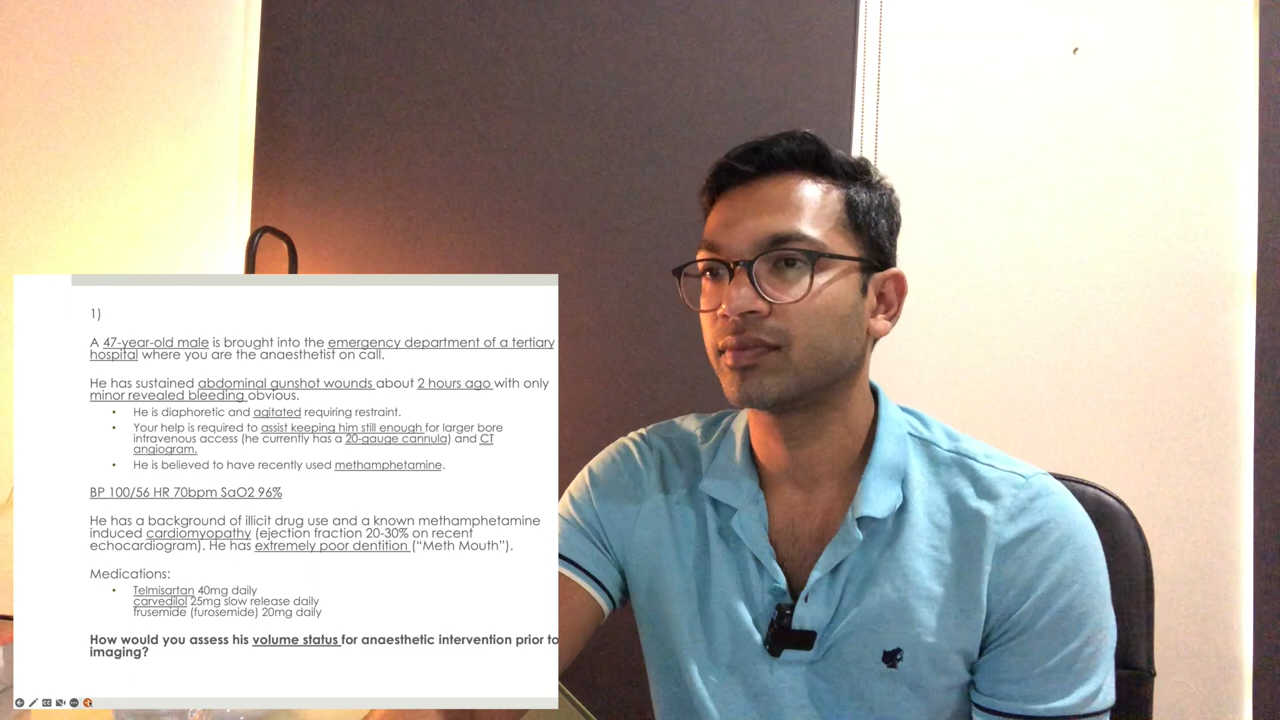 1)
A 47-year-old male is brought into the emergency department of a tertiary
hospital where you are the anaesthetist on call.
He has sustained abdominal gunshot wounds about 2 hours ago with only
minor revealed bleeding obvious.
• He is diaphoretic and agitated requiring restraint.
• Your help is required to assist keeping him still enough for larger bore
intravenous access (he currently has a 20-gauge cannula) and CT
angiogram.
• He is believed to have recently used methamphetamine.
BP 100/56 HR 70bpm SaO2 96%
He has a background of illicit drug use and a known methamphetamine
induced cardiomyopathy (ejection fraction 20-30% on recent
echocardiogram). He has extremely poor dentition ("Meth Mouth").
Medications:
• Telmisartan 40mg daily
carvedilol 25mg slow release daily
frusemide (furosemide) 20mg daily
How would you assess his volume status for anaesthetic intervention prior to
imaging?